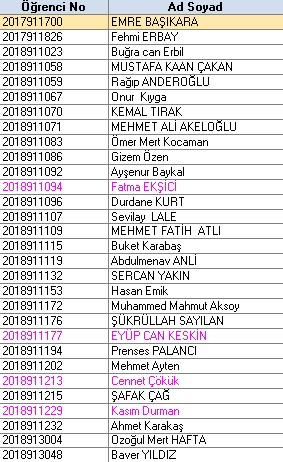 Öğrenci No Ad Soyad
2017911700 EMRE BAŞIKARA
2017911826 Fehmi ERBAY
2018911023 Buğra can Erbil
2018911058 MUSTAFA KAAN ÇAKAN
2018911059 Ragıp ANDEROĞLU
2018911067 Onur Kıyga
2018911070 KEMAL TIRAK
2018911071 MEHMET ALİ AKELOĞLU
2018911083 Ömer Mert Kocaman
2018911086 Gizem Özen
2018911092 Ayşenur Baykal
2018911094 Fatma EKŞİCİ
2018911096 Durdane KURT
2018911107 Sevilay LALE
2018911109 MEHMET FATİH ATLI
2018911115 Buket Karabaş
2018911119 Abdulmenav ANLİ
2018911132 SERCAN YAKIN
2018911153 Hasan Emik
2018911172 Muhammed Mahmut Aksoy
2018911176 ŞÜKRÜLLAH SAYILAN
2018911177 EYÜP CAN KESKİN
2018911194 Prenses PALANCI
2018911202 Mehmet Ayten
2018911213 Cennet Çökük
2018911215 ŞAFAK ÇAĞ
2018911229 Kasım Durman
2018911232 Ahmet Karakaş
2018913004 Özoğul Mert HAFTA
2018913048 Baver YILDIZ